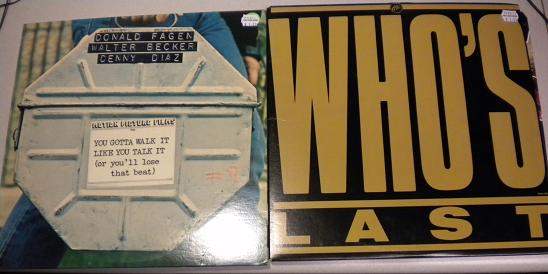 DONALD FAGEN
WALTER BECKER
DENNY DIAZ
MOTION PICTURE FILMS
YOU GOTTA WALK IT
LIKE YOU TALK IT
(or you'll lose
that beat)
WHO'S
LAST